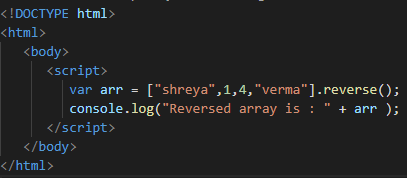 <!DOCTYPE html>
<html>
<body>
<script>
var arr = ["shreya",1,4,"verma"].reverse();
console.log("Reversed array is : " + arr );
</script>
</body>
</html>